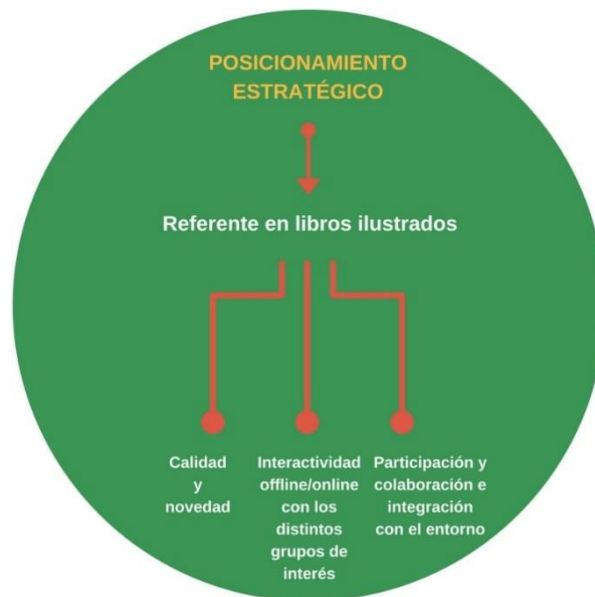 POSICIONAMIENTO
ESTRATÉGICO
Referente en libros ilustrados
Calidad
y
novedad
Interactividad
offline/online
con los
distintos
grupos de
interés
Participación y
colaboración e
integración
con el entorno